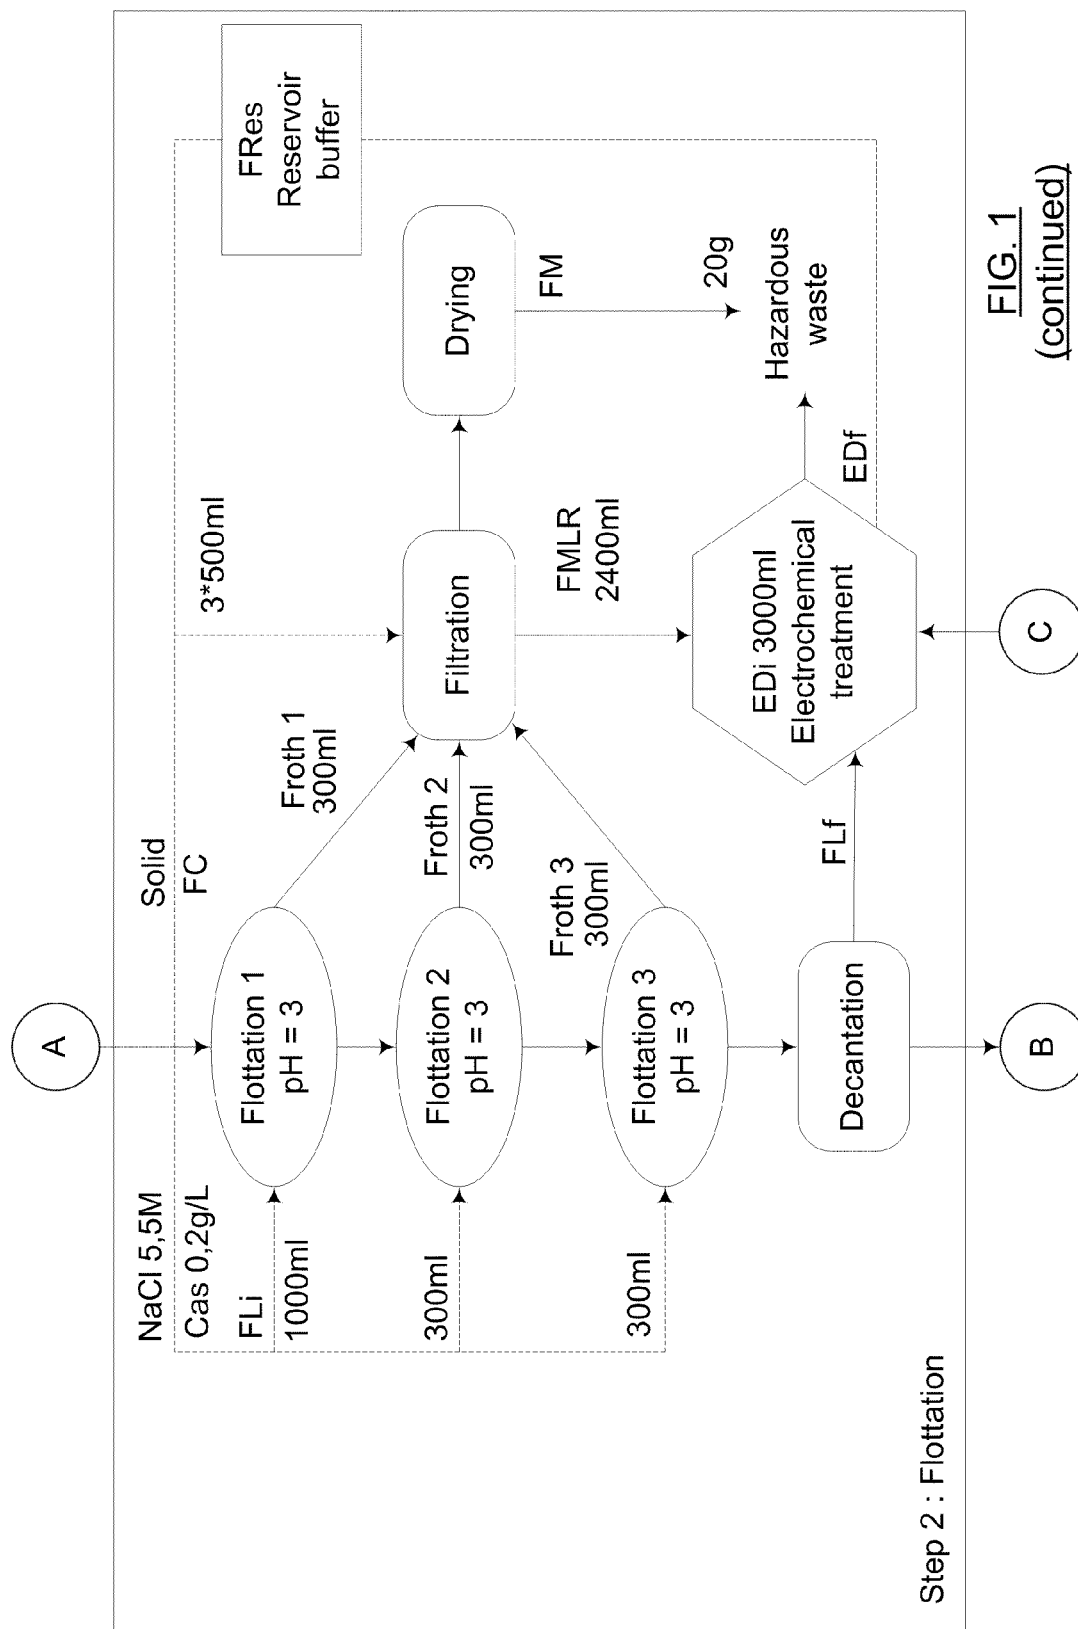 A
NaCl 5,5M
Cas 0,2g/L
Solid
FC
FLi
1000ml
Flottation 1
pH = 3
Froth 1
300ml
3*500ml
FRes
Reservoir
buffer
300ml
Flottation 2
pH = 3
Froth 2
300ml
Filtration
Drying
300ml
Flottation 3
pH = 3
Froth 3
300ml
FMLR
2400ml
FM
20g
Hazardous
waste
Decantation
FLf
EDi 3000ml
Electrochemical
treatment
EDf
Step 2 : Flottation
B
C
FIG. 1
(continued)